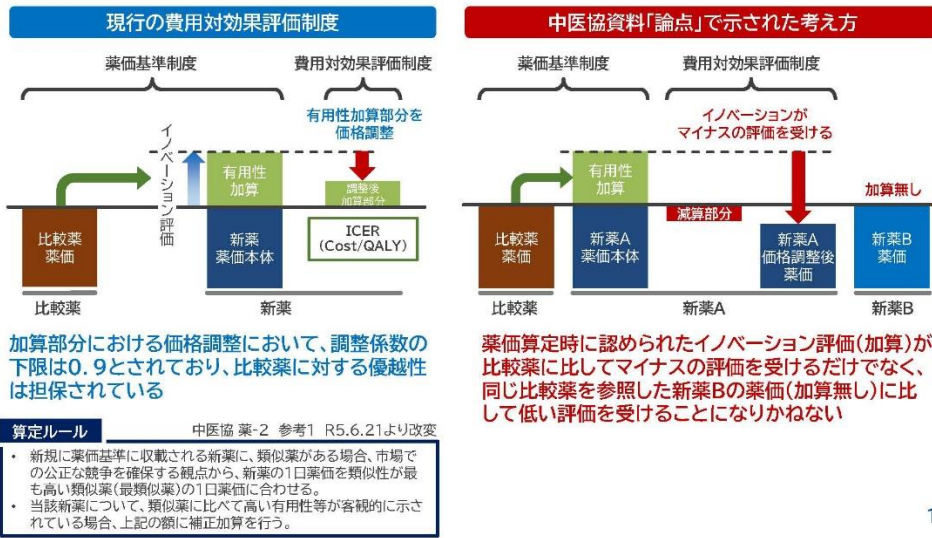 現行の費用対効果評価制度
薬価基準制度
費用対効果評価制度
有用性加算部分を
価格調整
イノベーション評価
有用性
加算
調整後
加算部分
比較薬
薬価
新薬
薬価本体
ICER
(Cost/QALY)
比較薬
新薬
加算部分における価格調整において、調整係数の
下限は0.9とされており、比較薬に対する優越性
は担保されている
算定ルール
中医協 薬-2 参考1 R5.6.21より改変
• 新規に薬価基準に収載される新薬に、類似薬がある場合、市場で
の公正な競争を確保する観点から、新薬の1日薬価を類似性が最
も高い類似薬(最類似薬)の1日薬価に合わせる。
• 当該新薬について、類似薬に比べて高い有用性等が客観的に示さ
れている場合、上記の額に補正加算を行う。
中医協資料「論点」で示された考え方
薬価基準制度
費用対効果評価制度
イノベーションが
マイナスの評価を受ける
有用性
加算
加算無し
減算部分
比較薬
薬価
新薬A
薬価本体
新薬A
価格調整後
薬価
新薬B
薬価
比較薬
新薬A
新薬B
薬価算定時に認められたイノベーション評価(加算)が
比較薬に比してマイナスの評価を受けるだけでなく、
同じ比較薬を参照した新薬Bの薬価(加算無し)に比
して低い評価を受けることになりかねない